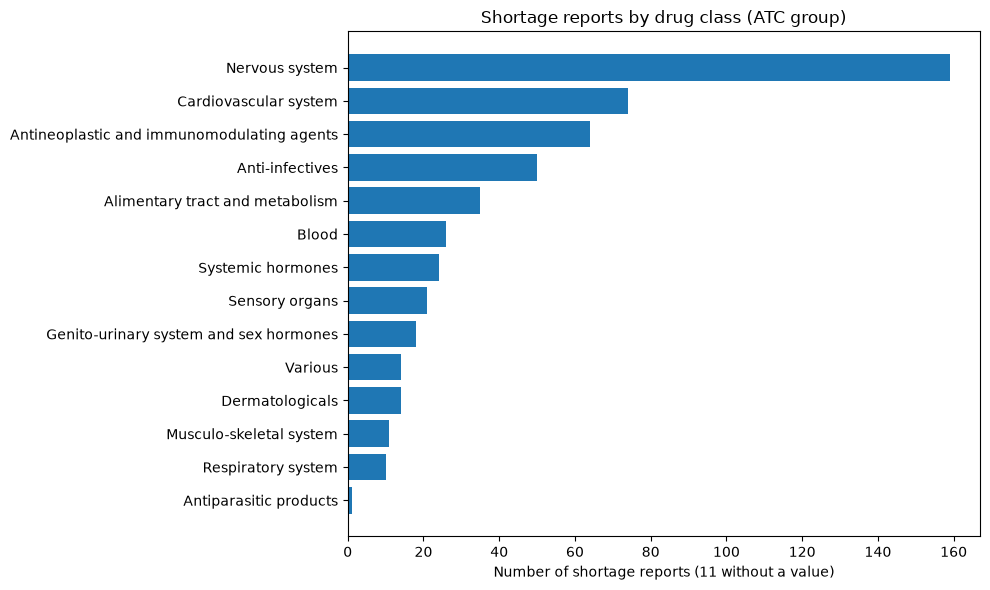 Shortage reports by drug class (ATC group)
Nervous system
Cardiovascular system
Antineoplastic and immunomodulating agents
Anti-infectives
Alimentary tract and metabolism
Blood
Systemic hormones
Sensory organs
Genito-urinary system and sex hormones
Various
Dermatologicals
Musculo-skeletal system
Respiratory system
Antiparasitic products
0 20 40 60 80 100 120 140 160
Number of shortage reports (11 without a value)